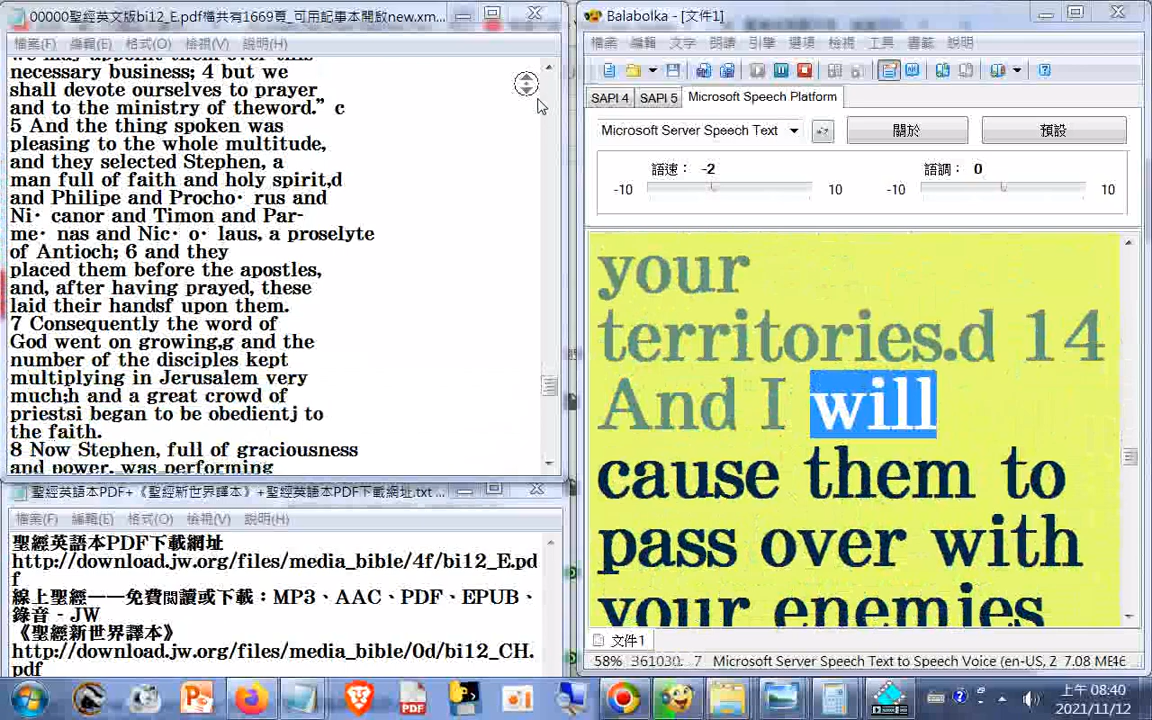 00000聖經英文版bi12_E.pdf檔共有1669頁_可用記事本開啟new.xm...
檔案(F) 編輯(E) 格式(O) 檢視(V) 說明(H)
we may appoint them over this
necessary business; 4 but we
shall devote ourselves to prayer
and to the ministry of theword.” c
5 And the thing spoken was
pleasing to the whole multitude,
and they selected Stephen, a
man full of faith and holy spirit,d
and Philipe and Procho· rus and
Ni· canor and Timon and Par-
me· nas and Nic· o· laus, a proselyte
of Antioch; 6 and they
placed them before the apostles,
and, after having prayed, these
laid their handsf upon them.
7 Consequently the word of
God went on growing,g and the
number of the disciples kept
multiplying in Jerusalem very
much;h and a great crowd of
priestsi began to be obedientj to
the faith.
8 Now Stephen, full of graciousness
and power, was performing
聖經英語本PDF+《聖經新世界譯本》+聖經英語本PDF下載網址.txt ...
檔案(F) 編輯(E) 格式(O) 檢視(V) 說明(H)
聖經英語本PDF下載網址
http://download.jw.org/files/media_bible/4f/bi12_E.pd
f
線上聖經——免費閱讀或下載：MP3、AAC、PDF、EPUB、
錄音 - JW
《聖經新世界譯本》
http://download.jw.org/files/media_bible/0d/bi12_CH.
pdf
Balabolka - [文件1]
檔案 編輯 文字 朗讀 引擎 選項 檢視 工具 書籤 說明
SAPI 4 SAPI 5 Microsoft Speech Platform
Microsoft Server Speech Text 關於 預設
語速： -2 語調： 0
-10 10 -10 10
your
territories.d 14
And I will
cause them to
pass over with
your enemies
文件1
58% 361030: 7 Microsoft Server Speech Text to Speech Voice (en-US, Z 7.08 ME46
上午 08:40
2021/11/12